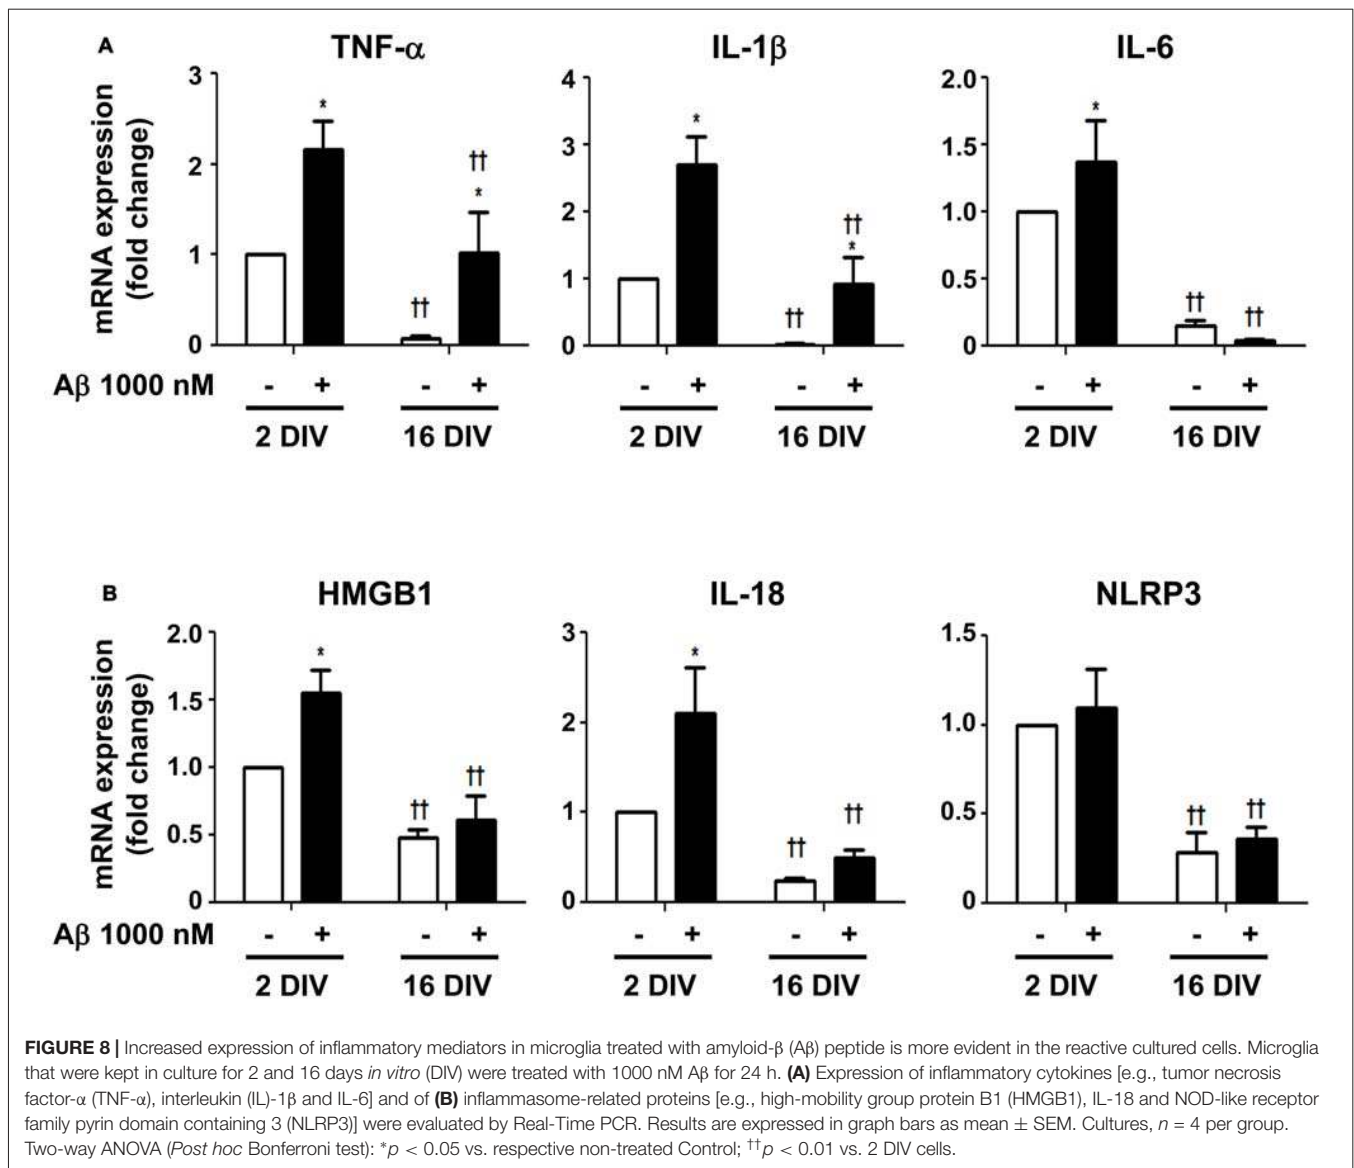 A
TNF-α
IL-1β
IL-6
mRNA expression
(fold change)
3
2
1
0
4
3
2
1
0
2.0
1.5
1.0
0.5
0
*
††
††
*
*
††
††
*
*
††
††
Aβ 1000 nM - + - + - + - + - + - +
2 DIV 16 DIV 2 DIV 16 DIV 2 DIV 16 DIV
B
HMGB1
IL-18
NLRP3
mRNA expression
(fold change)
2.0
1.5
1.0
0.5
0
3
2
1
0
1.5
1.0
0.5
0
*
††
††
*
††
††
††
††
Aβ 1000 nM - + - + - + - + - + - +
2 DIV 16 DIV 2 DIV 16 DIV 2 DIV 16 DIV
FIGURE 8 | Increased expression of inflammatory mediators in microglia treated with amyloid-β (Aβ) peptide is more evident in the reactive cultured cells. Microglia
that were kept in culture for 2 and 16 days in vitro (DIV) were treated with 1000 nM Aβ for 24 h. (A) Expression of inflammatory cytokines [e.g., tumor necrosis
factor-α (TNF-α), interleukin (IL)-1β and IL-6] and of (B) inflammasome-related proteins [e.g., high-mobility group protein B1 (HMGB1), IL-18 and NOD-like receptor
family pyrin domain containing 3 (NLRP3)] were evaluated by Real-Time PCR. Results are expressed in graph bars as mean ± SEM. Cultures, n = 4 per group.
Two-way ANOVA (Post hoc Bonferroni test): *p < 0.05 vs. respective non-treated Control; ††p < 0.01 vs. 2 DIV cells.